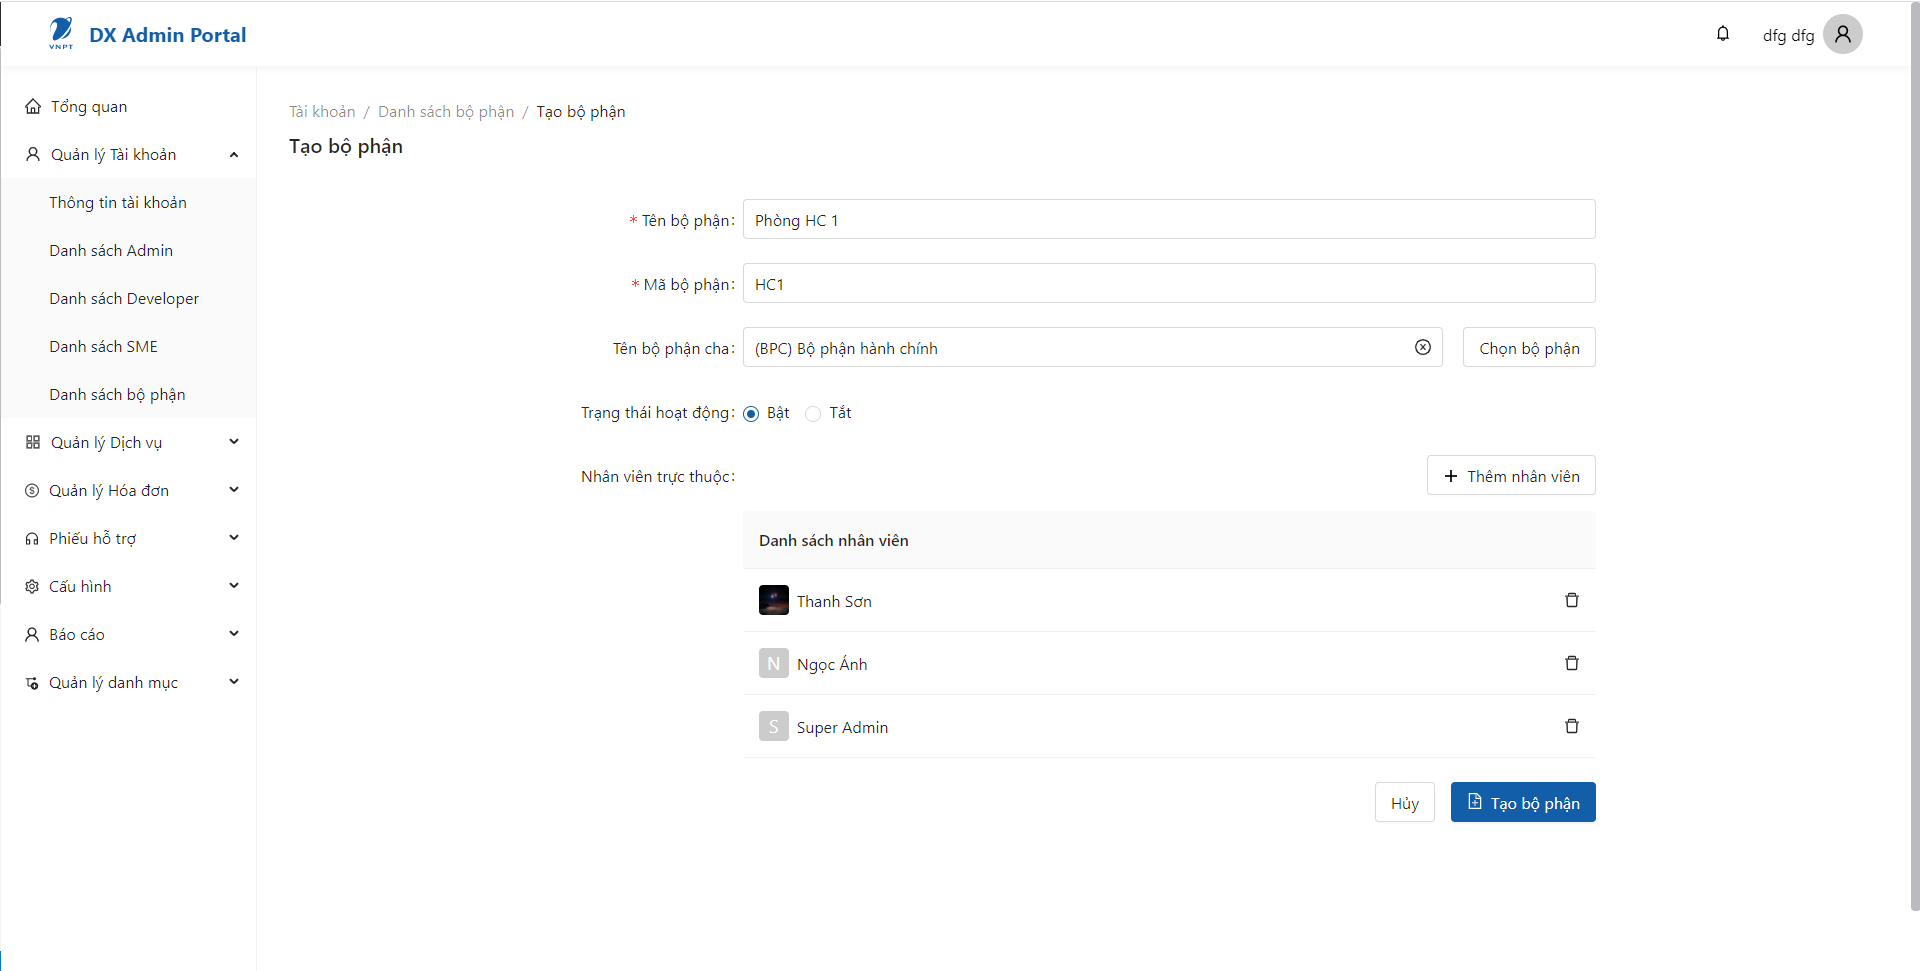 VNPT
DX Admin Portal
dfg dfg
Tổng quan
Quản lý Tài khoản
Thông tin tài khoản
Danh sách Admin
Danh sách Developer
Danh sách SME
Danh sách bộ phận
Quản lý Dịch vụ
Quản lý Hóa đơn
Phiếu hỗ trợ
Cấu hình
Báo cáo
Quản lý danh mục
Tài khoản / Danh sách bộ phận / Tạo bộ phận
Tạo bộ phận
* Tên bộ phận: Phòng HC 1
* Mã bộ phận: HC1
Tên bộ phận cha: (BPC) Bộ phận hành chính Chọn bộ phận
Trạng thái hoạt động: Bật Tắt
Nhân viên trực thuộc: + Thêm nhân viên
Danh sách nhân viên
Thanh Sơn
N Ngọc Ánh
S Super Admin
Hủy Tạo bộ phận